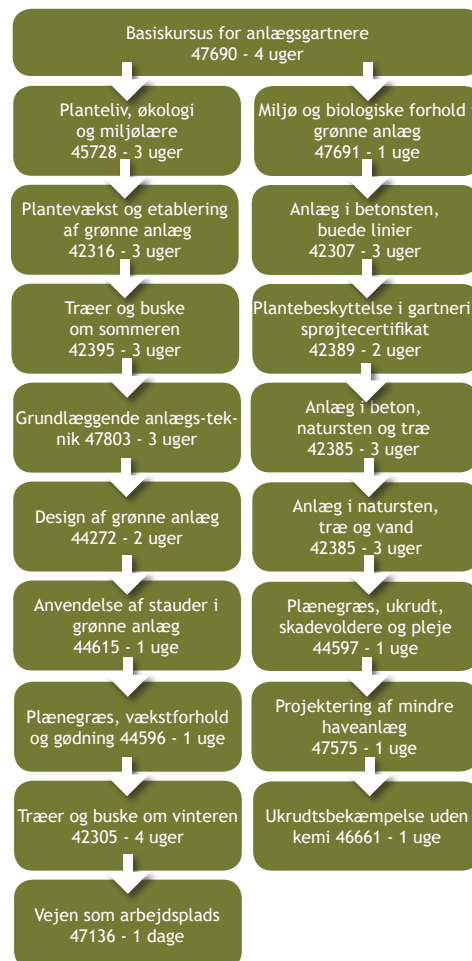 Basiskursus for anlægsgartnere
47690 - 4 uger
Planteliv, økologi
og miljølære
45728 - 3 uger
Plantevækst og etablering
af grønne anlæg
42316 - 3 uger
Træer og buske
om sommeren
42395 - 3 uger
Grundlæggende anlægs-tek-
nik 47803 - 3 uger
Design af grønne anlæg
44272 - 2 uger
Anvendelse af stauder i
grønne anlæg
44615 - 1 uge
Plænegræs, vækstforhold
og gødning 44596 - 1 uge
Træer og buske om vinteren
42305 - 4 uger
Vejen som arbejdsplads
47136 - 1 dage
Miljø og biologiske forhold i
grønne anlæg
47691 - 1 uge
Anlæg i betonsten,
buede linier
42307 - 3 uger
Plantebeskyttelse i gartneri
sprøjtecertifikat
42389 - 2 uger
Anlæg i beton,
natursten og træ
42385 - 3 uger
Anlæg i natursten,
træ og vand
42385 - 3 uger
Plænegræs, ukrudt,
skadevoldere og pleje
44597 - 1 uge
Projektering af mindre
haveanlæg
47575 - 1 uge
Ukrudtsbekæmpelse uden
kemi 46661 - 1 uge